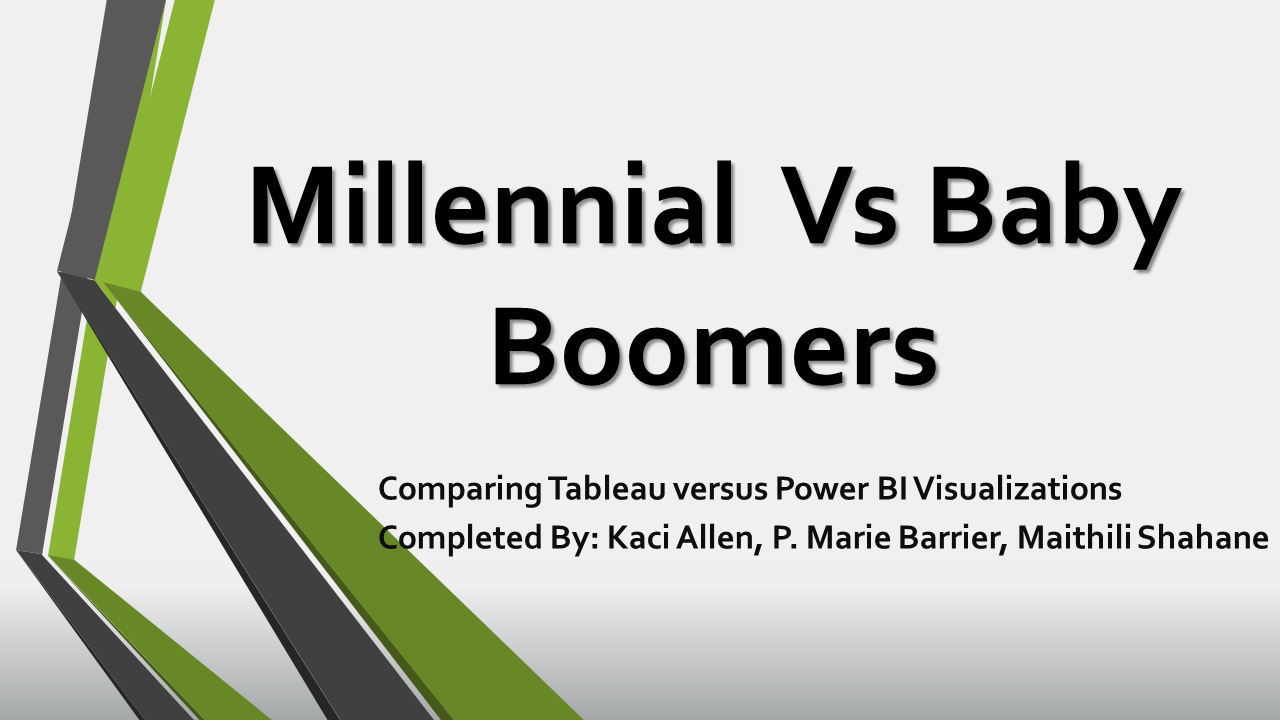 Millennial Vs Baby
Boomers
Comparing Tableau versus Power BI Visualizations
Completed By: Kaci Allen, P. Marie Barrier, Maithili Shahane